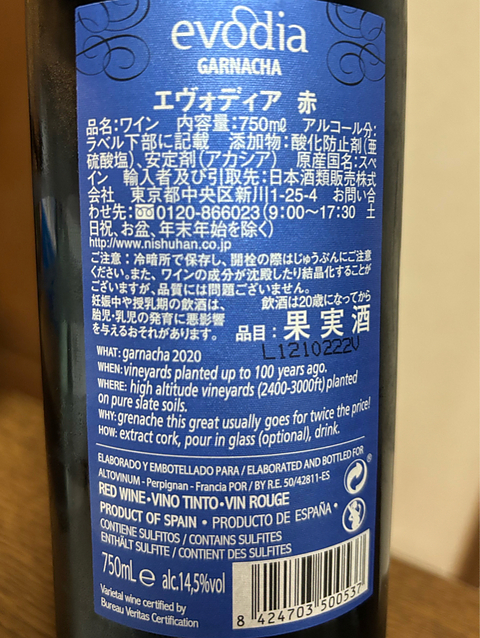 evodia
GARNACHA
エヴォディア 赤
品名:ワイン 内容量:750mℓ アルコール分:
ラベル下部に記載 添加物:酸化防止剤(亜
硫酸塩)、安定剤(アカシア) 原産国名:スペ
イン 輸入者及び引取先:日本酒類販売株式
会社 東京都中央区新川1-25-4 お問い合
わせ先:☎0120-866023(9:00~17:30 土
日祝、お盆、年末年始を除く)
http://www.nishuhan.co.jp
ご注意:冷暗所で保存し、開栓の際はじゅうぶんにご注意
ください。また、ワインの成分が沈殿したり結晶化することが
ございますが、品質には問題ございません。
妊娠中や授乳期の飲酒は、 飲酒は20歳になってから
胎児・乳児の発育に悪影響
を与えるおそれがあります。 品目:果実酒
L1210222V
WHAT: garnacha 2020
WHEN: vineyards planted up to 100 years ago.
WHERE: high altitude vineyards (2400-3000ft) planted
on pure slate soils.
WHY: grenache this great usually goes for twice the price!
HOW: extract cork, pour in glass (optional), drink.
ELABORADO Y EMBOTELLADO PARA / ELABORATED AND BOTTLED FOR
ALTOVINUM - Perpignan - Francia POR / BY R.E. 50/42811-ES
RED WINE • VINO TINTO • VIN ROUGE
PRODUCT OF SPAIN • PRODUCTO DE ESPAÑA •
CONTIENE SULFITOS / CONTAINS SULFITES
ENTHÄLT SULFITE / CONTIENT DES SULFITES
750mL e alc.14,5%vol
Varietal wine certified by
Bureau Veritas Certification
8 424703 500537